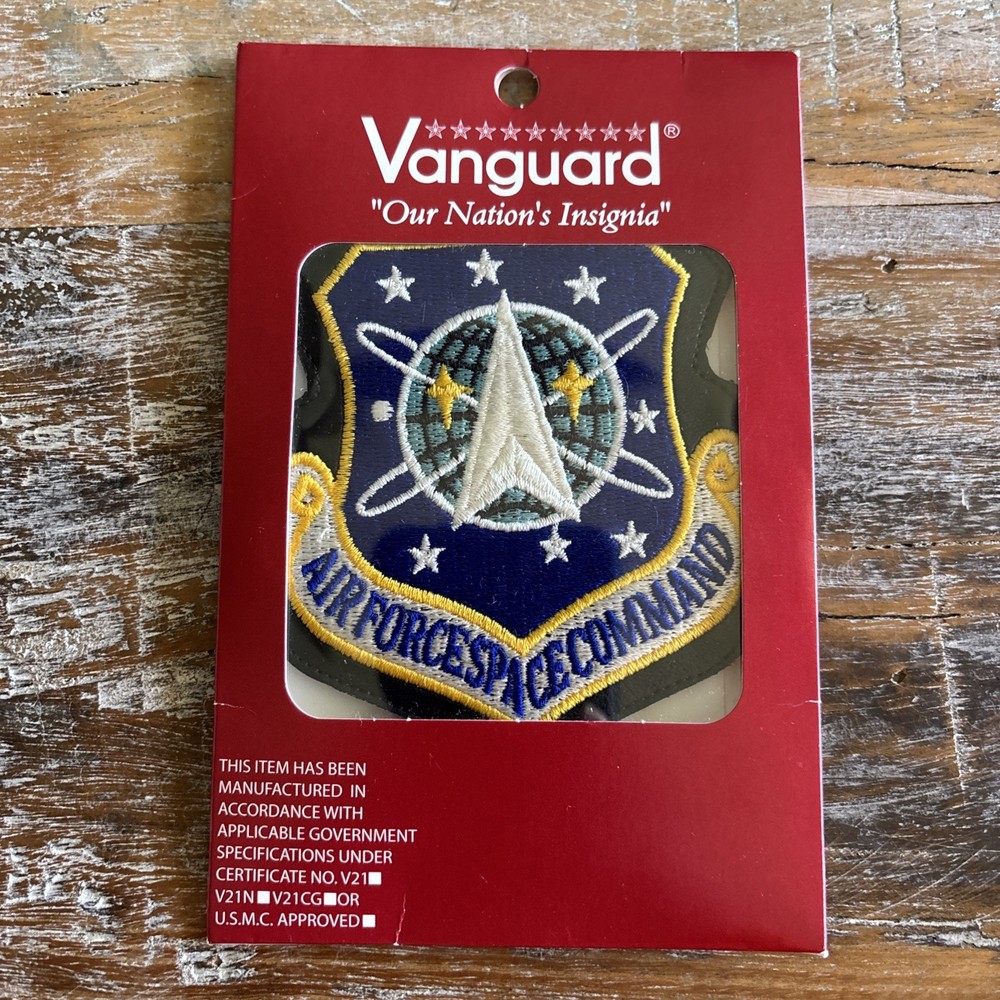 Vanguard®
"Our Nation's Insignia"
AIR FORCE SPACE COMMAND
THIS ITEM HAS BEEN
MANUFACTURED IN
ACCORDANCE WITH
APPLICABLE GOVERNMENT
SPECIFICATIONS UNDER
CERTIFICATE NO. V21■
V21N■V21CG■OR
U.S.M.C. APPROVED■